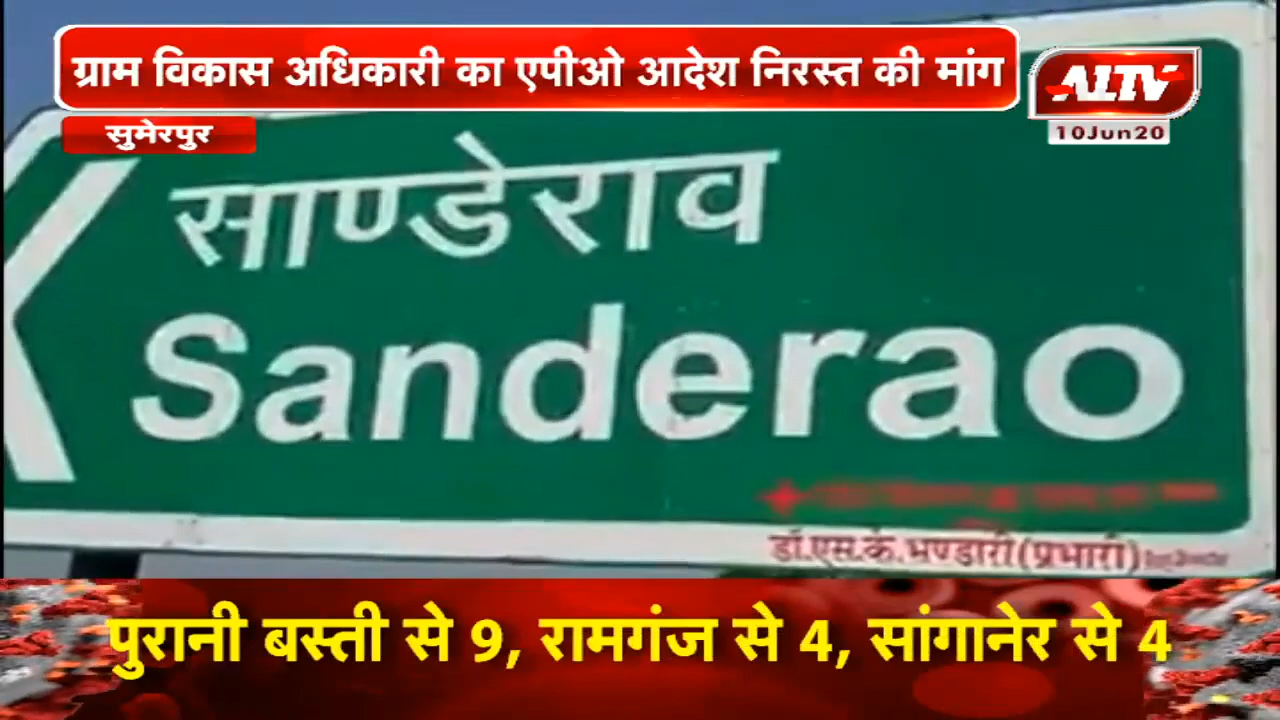 ग्राम विकास अधिकारी का एपीओ आदेश निरस्त की मांग
ALTV
10Jun20
सुमेरपुर
साण्डेराव
Sanderao
डॉ.एस.के.भण्डारी(प्रभारी)
पुरानी बस्ती से 9, रामगंज से 4, सांगानेर से 4